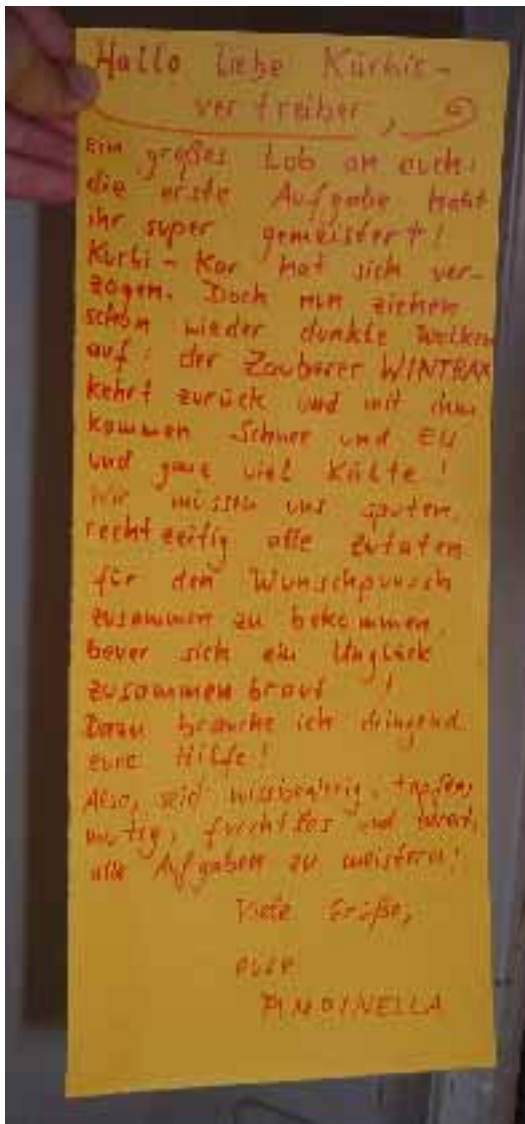 Hallo liebe Kürbis-
vertreiber,
Ein großes Lob an euch:
die erste Aufgabe habt
ihr super gemeistert!
Kürbi-Kor hat sich ver-
zogen. Doch nun ziehen
schon wieder dunkle Wolken
auf: der Zauberer WINTRAX
kehrt zurück und mit ihm
kommen Schnee und Eis
und ganz viel Kälte!
Wir müssen uns sputen,
rechtzeitig alle Zutaten
für den Wunschpunsch
zusammen zu bekommen,
bevor sich ein Unglück
zusammen braut!
Dazu brauche ich dringend
eure Hilfe!
Also, seid wissbegierig, tapfer,
mutig, furchtlos und bereit,
alle Aufgaben zu meistern!
Viele Grüße,
eure